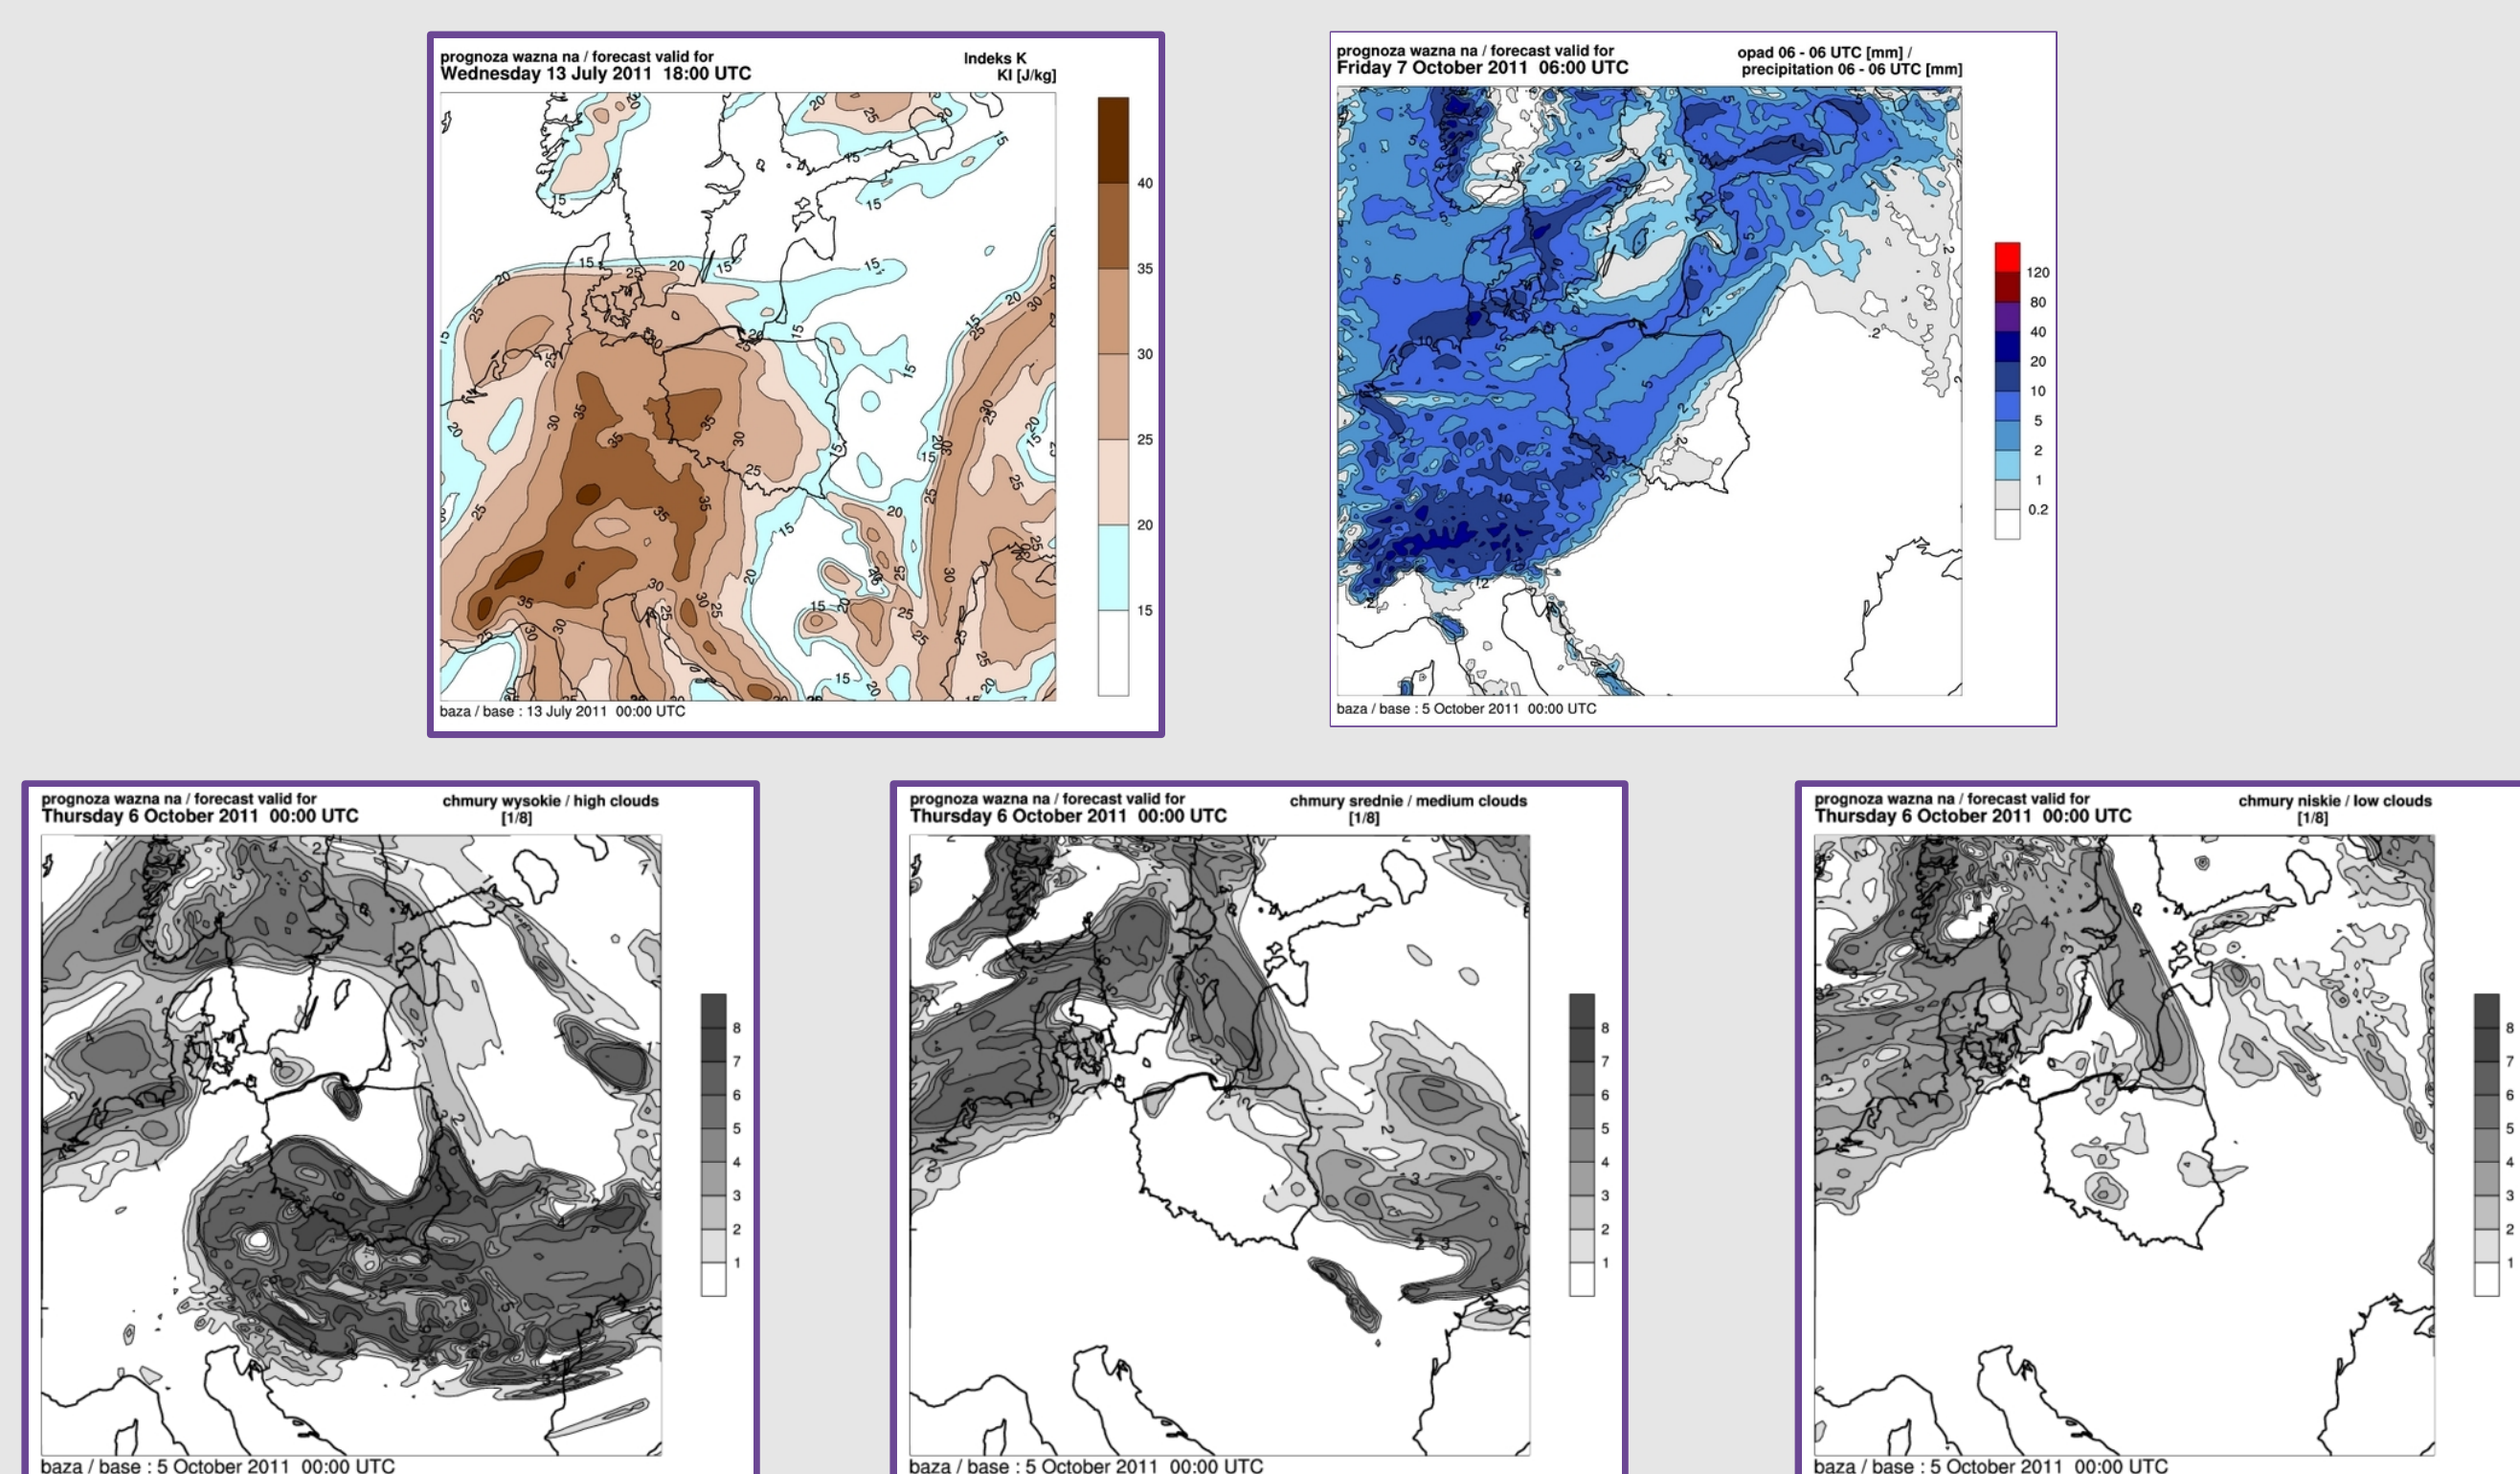 prognoza wazna na / forecast valid for
Wednesday 13 July 2011 18:00 UTC
Indeks K
KI [J/kg]
40
35
30
25
20
15
baza / base : 13 July 2011 00:00 UTC
prognoza wazna na / forecast valid for
Friday 7 October 2011 06:00 UTC
opad 06 - 06 UTC [mm] /
precipitation 06 - 06 UTC [mm]
120
80
40
20
10
5
2
1
0.2
baza / base : 5 October 2011 00:00 UTC
prognoza wazna na / forecast valid for
Thursday 6 October 2011 00:00 UTC
chmury wysokie / high clouds
[1/8]
8
7
6
5
4
3
2
1
baza / base : 5 October 2011 00:00 UTC
prognoza wazna na / forecast valid for
Thursday 6 October 2011 00:00 UTC
chmury srednie / medium clouds
[1/8]
8
7
6
5
4
3
2
1
baza / base : 5 October 2011 00:00 UTC
prognoza wazna na / forecast valid for
Thursday 6 October 2011 00:00 UTC
chmury niskie / low clouds
[1/8]
8
7
6
5
4
3
2
1
baza / base : 5 October 2011 00:00 UTC